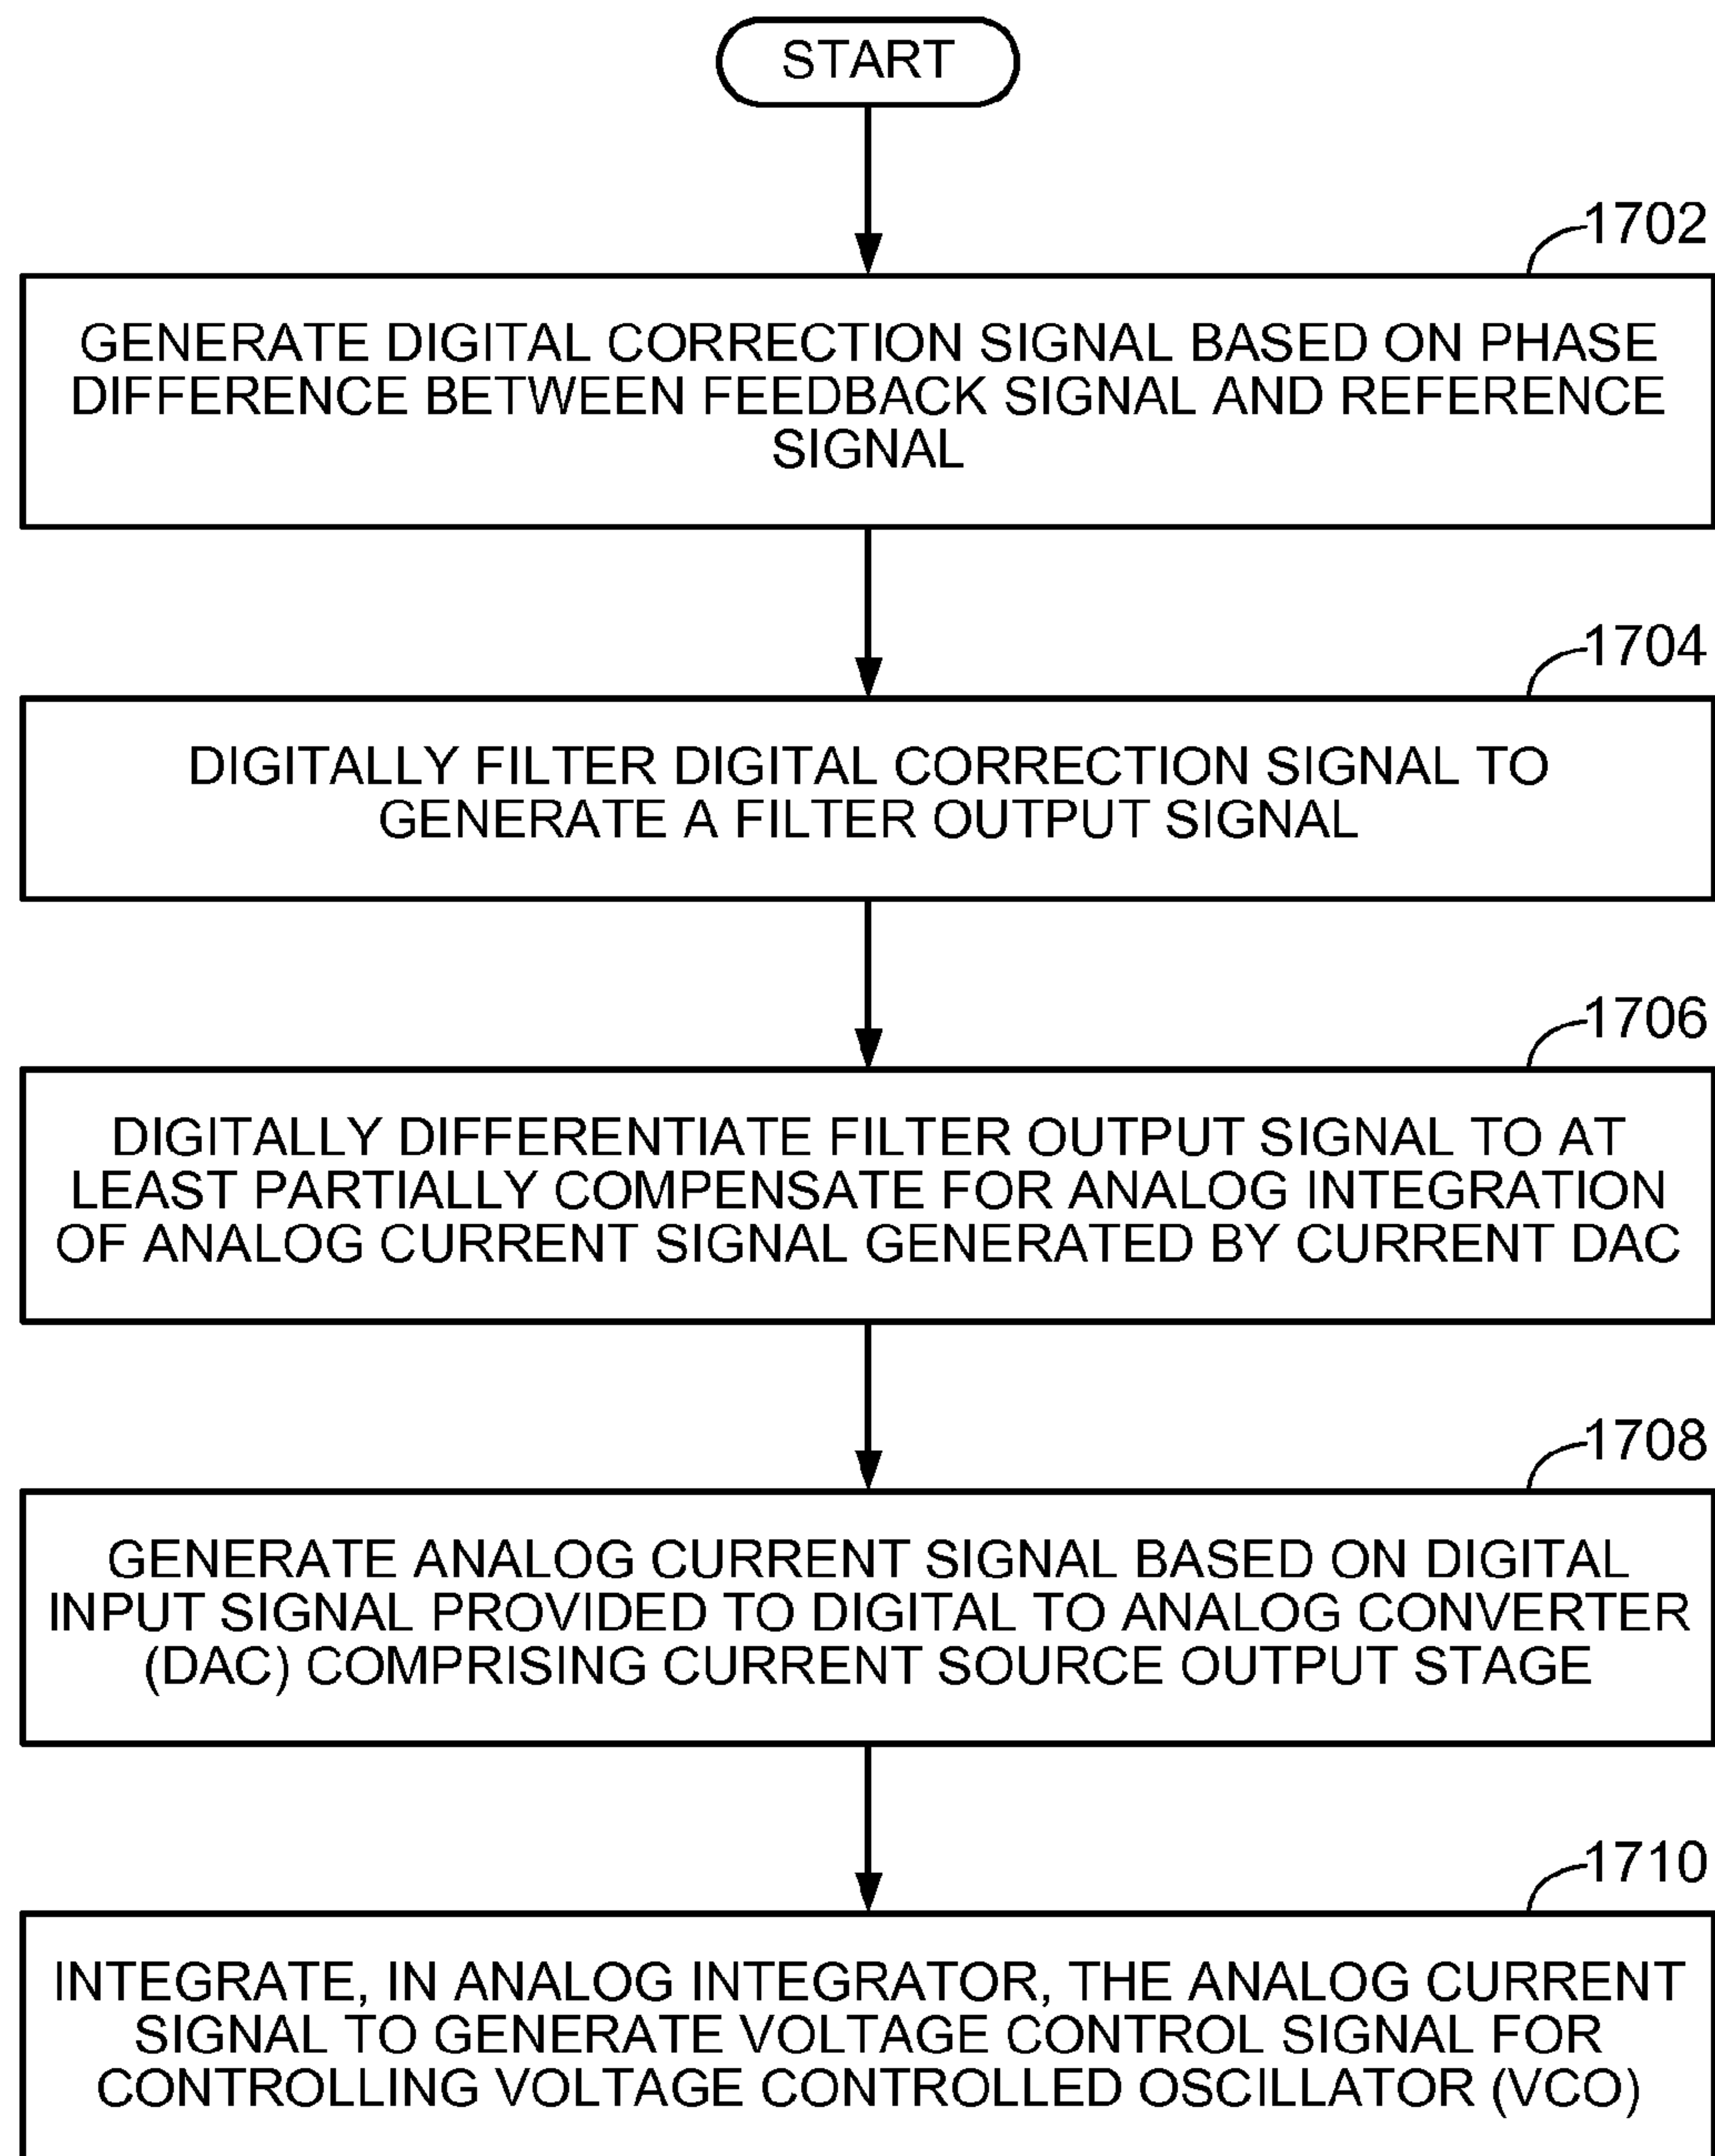 START
1702
GENERATE DIGITAL CORRECTION SIGNAL BASED ON PHASE
DIFFERENCE BETWEEN FEEDBACK SIGNAL AND REFERENCE
SIGNAL
1704
DIGITALLY FILTER DIGITAL CORRECTION SIGNAL TO
GENERATE A FILTER OUTPUT SIGNAL
1706
DIGITALLY DIFFERENTIATE FILTER OUTPUT SIGNAL TO AT
LEAST PARTIALLY COMPENSATE FOR ANALOG INTEGRATION
OF ANALOG CURRENT SIGNAL GENERATED BY CURRENT DAC
1708
GENERATE ANALOG CURRENT SIGNAL BASED ON DIGITAL
INPUT SIGNAL PROVIDED TO DIGITAL TO ANALOG CONVERTER
(DAC) COMPRISING CURRENT SOURCE OUTPUT STAGE
1710
INTEGRATE, IN ANALOG INTEGRATOR, THE ANALOG CURRENT
SIGNAL TO GENERATE VOLTAGE CONTROL SIGNAL FOR
CONTROLLING VOLTAGE CONTROLLED OSCILLATOR (VCO)